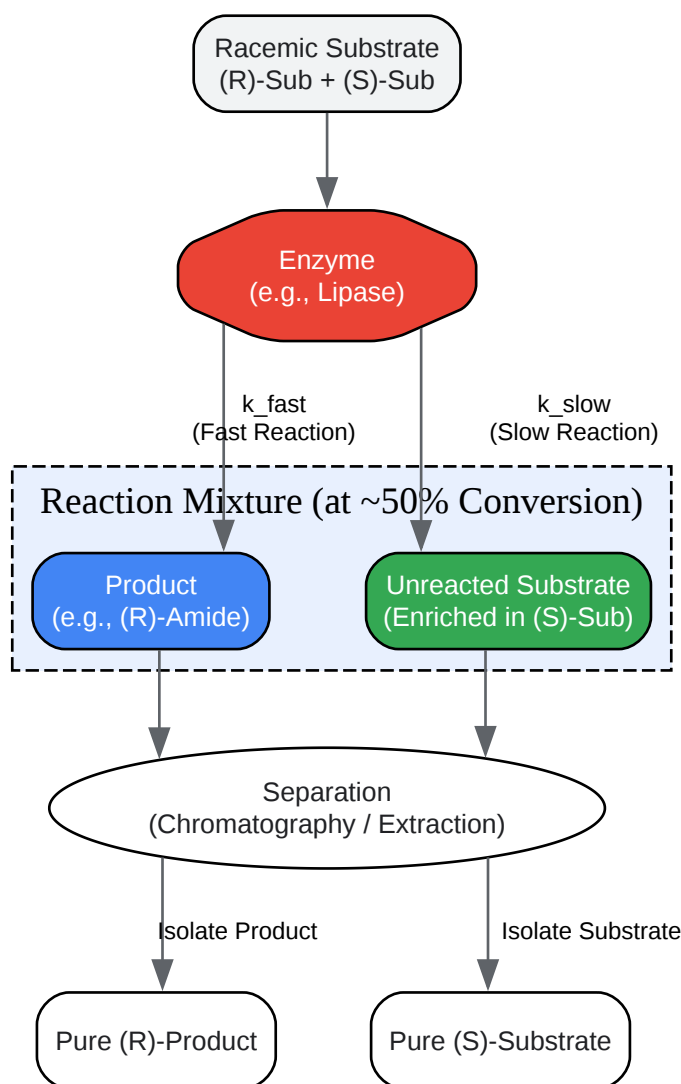 Racemic Substrate
(R)-Sub + (S)-Sub
Enzyme
(e.g., Lipase)
k_fast
(Fast Reaction)
k_slow
(Slow Reaction)
Reaction Mixture (at ~50% Conversion)
Product
(e.g., (R)-Amide)
Unreacted Substrate
(Enriched in (S)-Sub)
Separation
(Chromatography / Extraction)
Isolate Product
Isolate Substrate
Pure (R)-Product
Pure (S)-Substrate